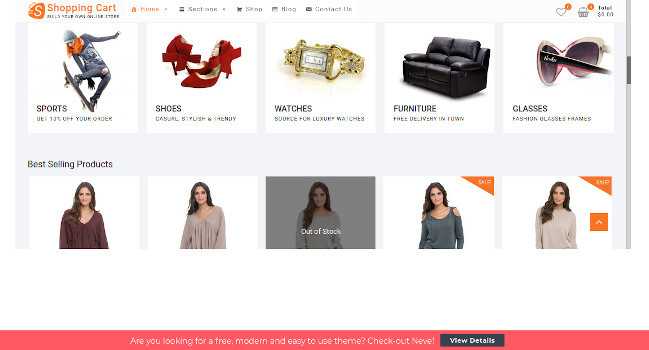 Shopping Cart
BUILD YOUR OWN ONLINE STORE
Home Sections Shop Blog Contact Us
0 0 Total
$0.00
SPORTS
GET 10% OFF YOUR ORDER
SHOES
CASUAL, STYLISH & TRENDY
WATCHES
SOURCE FOR LUXURY WATCHES
FURNITURE
FREE DELIVERY IN TOWN
GLASSES
FASHION GLASSES FRAMES
Best Selling Products
Out of Stock
SALE!
SALE!
Are you looking for a free, modern and easy to use theme? Check-out Neve! View Details